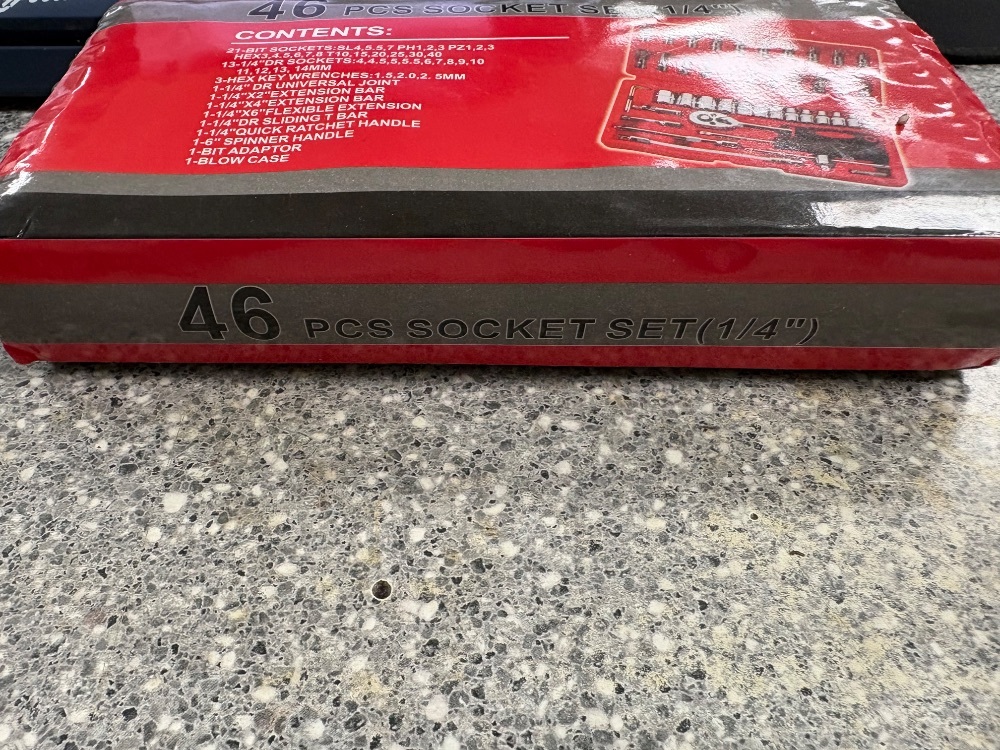 46 PCS SOCKET SET(1/4")
CONTENTS:
21-BIT SOCKETS:SL4,5.5,7 PH1,2,3 PZ1,2,3
HEX3,4,5,6,7,8 T10,15,20,25,30,40
13-1/4"DR SOCKETS:4,4.5,5,5.5,6,7,8,9,10
11,12,13, 14MM
3-HEX KEY WRENCHES:1.5,2.0,2. 5MM
1-1/4" DR UNIVERSAL JOINT
1-1/4"X2"EXTENSION BAR
1-1/4"X4"EXTENSION BAR
1-1/4"X6"FLEXIBLE EXTENSION
1-1/4"DR SLIDING T BAR
1-1/4"QUICK RATCHET HANDLE
1-6" SPINNER HANDLE
1-BIT ADAPTOR
1-BLOW CASE
46 PCS SOCKET SET(1/4")